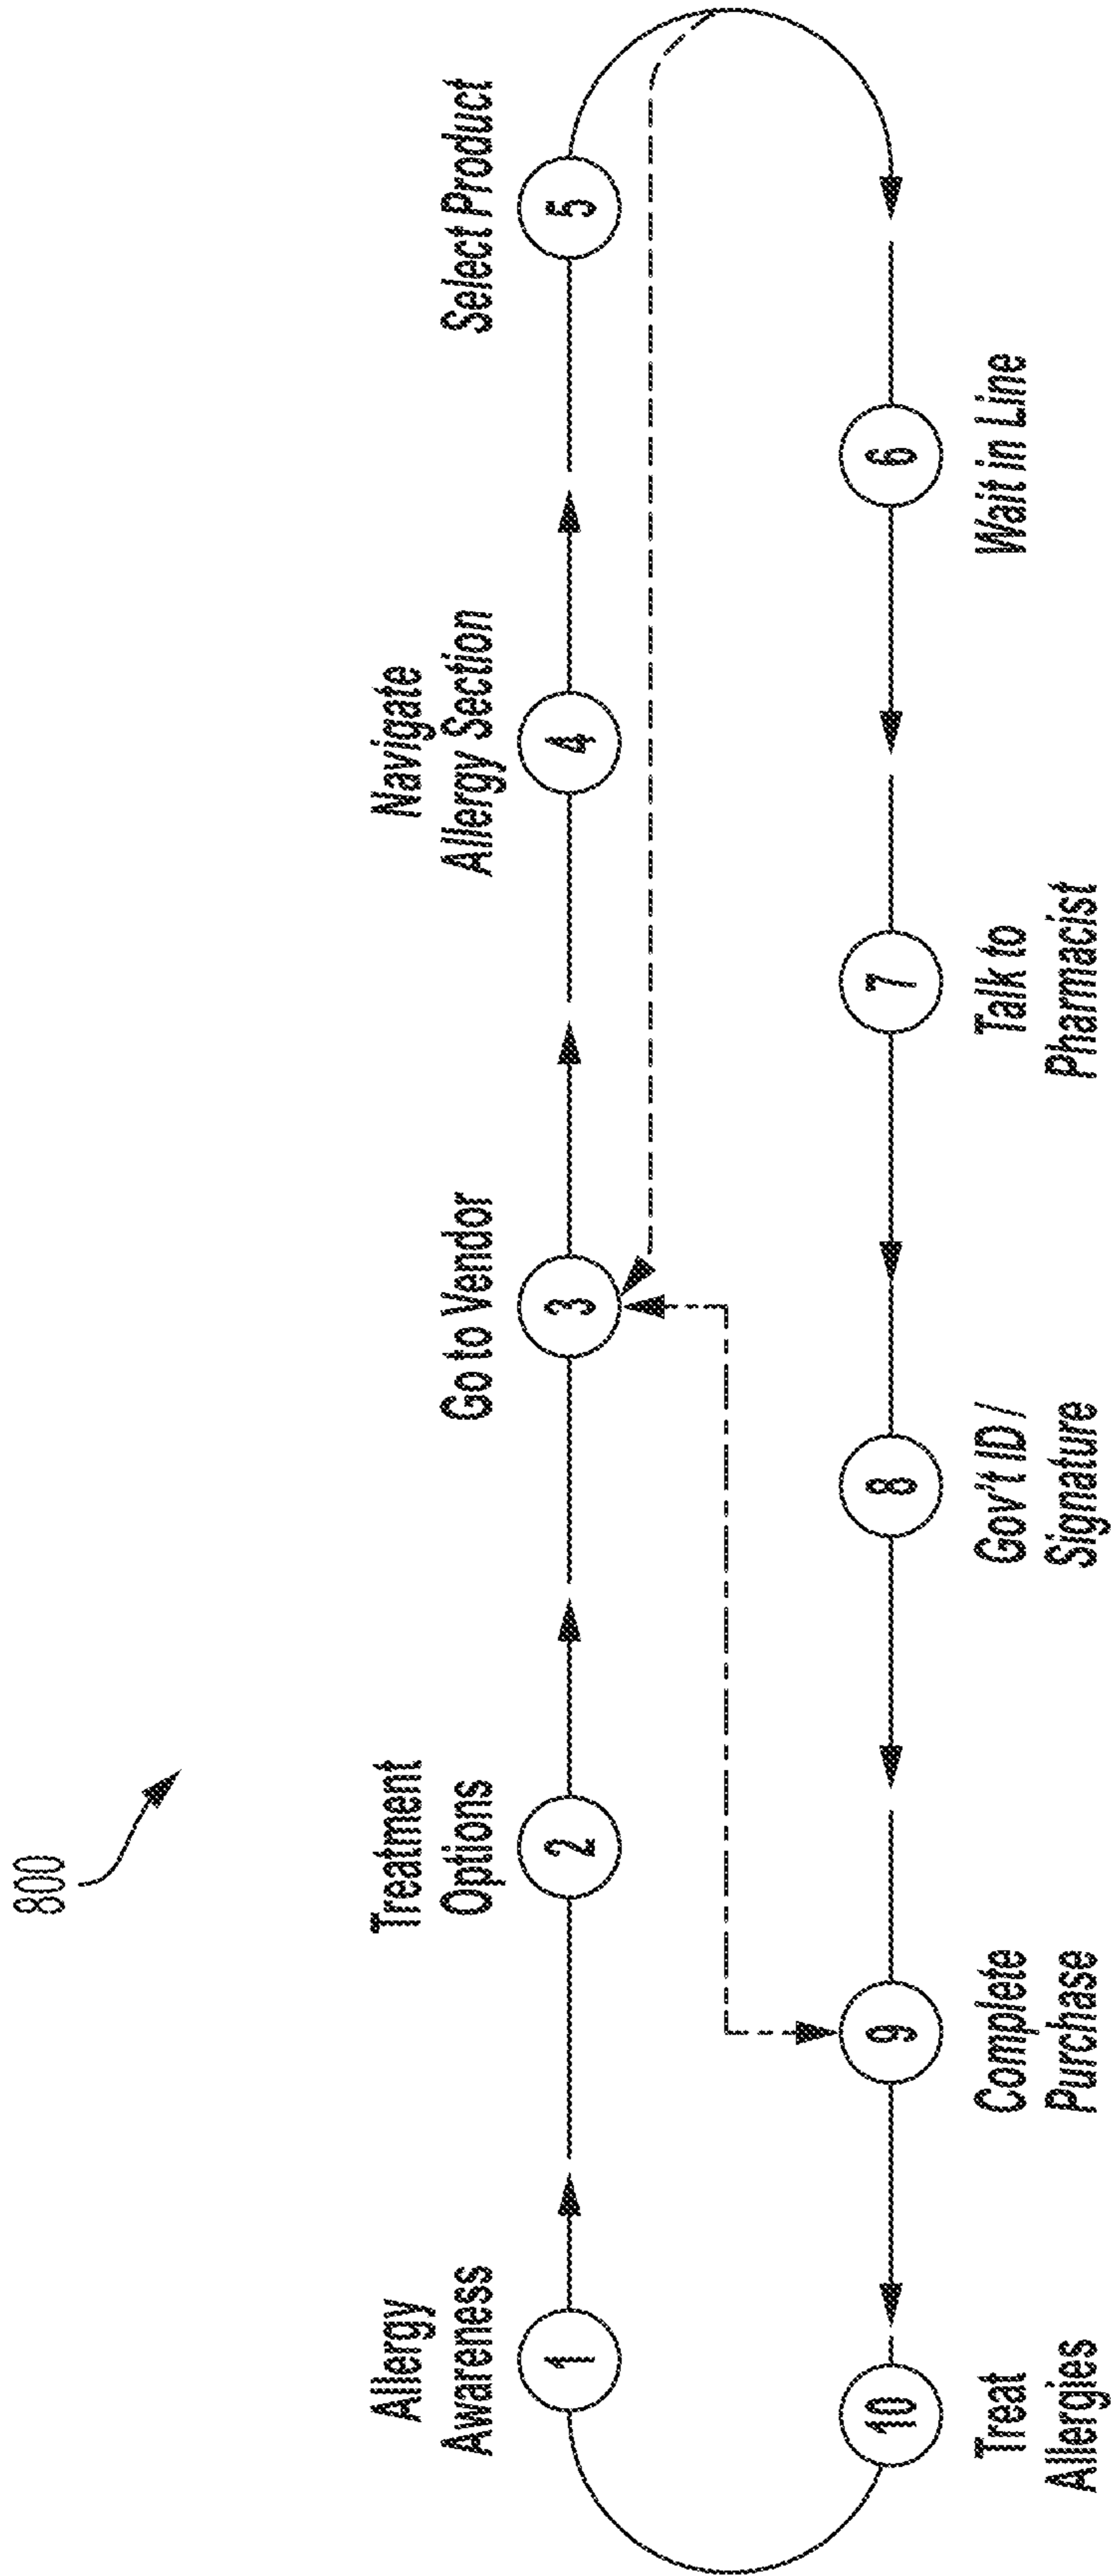 800
Allergy
Awareness
1
Treatment
Options
2
Go to Vendor
3
Navigate
Allergy Section
4
Select Product
5
6
Wait in Line
7
Talk to
Pharmacist
8
Gov't ID /
Signature
9
Complete
Purchase
10
Treat
Allergies